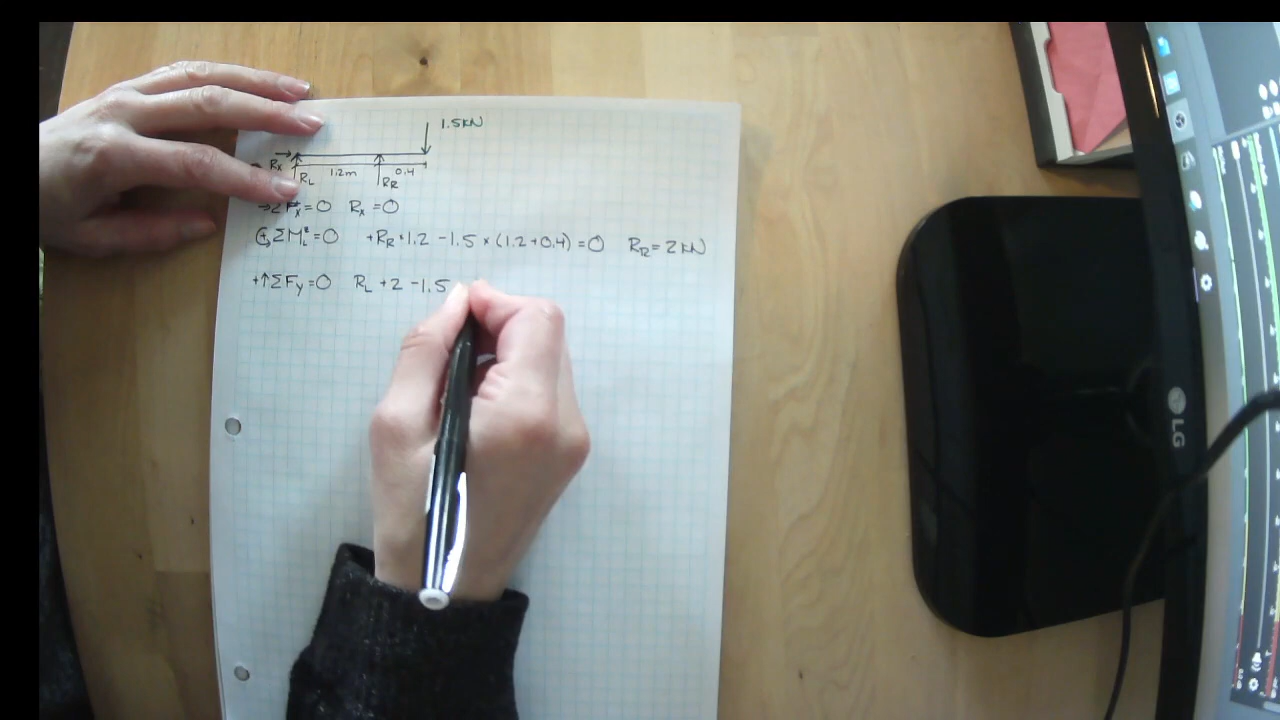 1.5KN
Rx
1.2m
0.4
RL
RR
→ΣFx=0 Rx=0
ΣML=0 +RR×1.2 -1.5×(1.2+0.4)=0 RR=2KN
+↑ΣFy=0 RL+2-1.5
LG